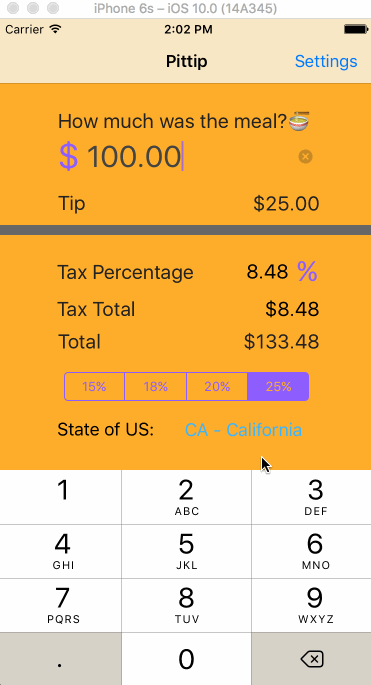 iPhone 6s – iOS 10.0 (14A345)
Carrier 2:02 PM
Pittip Settings
How much was the meal?🍜
$ 100.00
Tip $25.00
Tax Percentage 8.48 %
Tax Total $8.48
Total $133.48
15% 18% 20% 25%
State of US: CA - California
1 2 3
ABC DEF
4 5 6
GHI JKL MNO
7 8 9
PQRS TUV WXYZ
. 0